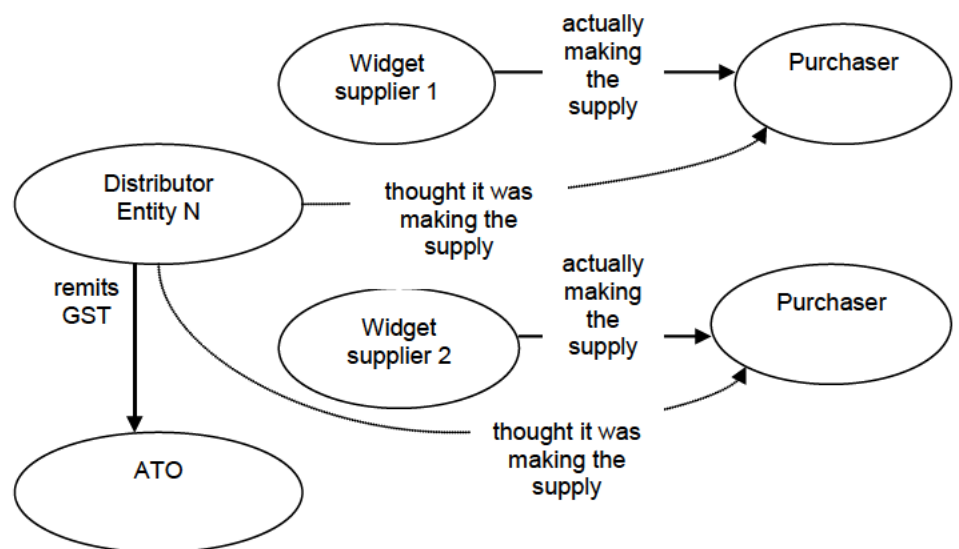 Widget
supplier 1
actually
making
the
supply
Purchaser
Distributor
Entity N
thought it was
making the
supply
remits
GST
Widget
supplier 2
actually
making
the
supply
Purchaser
thought it was
making the
supply
ATO